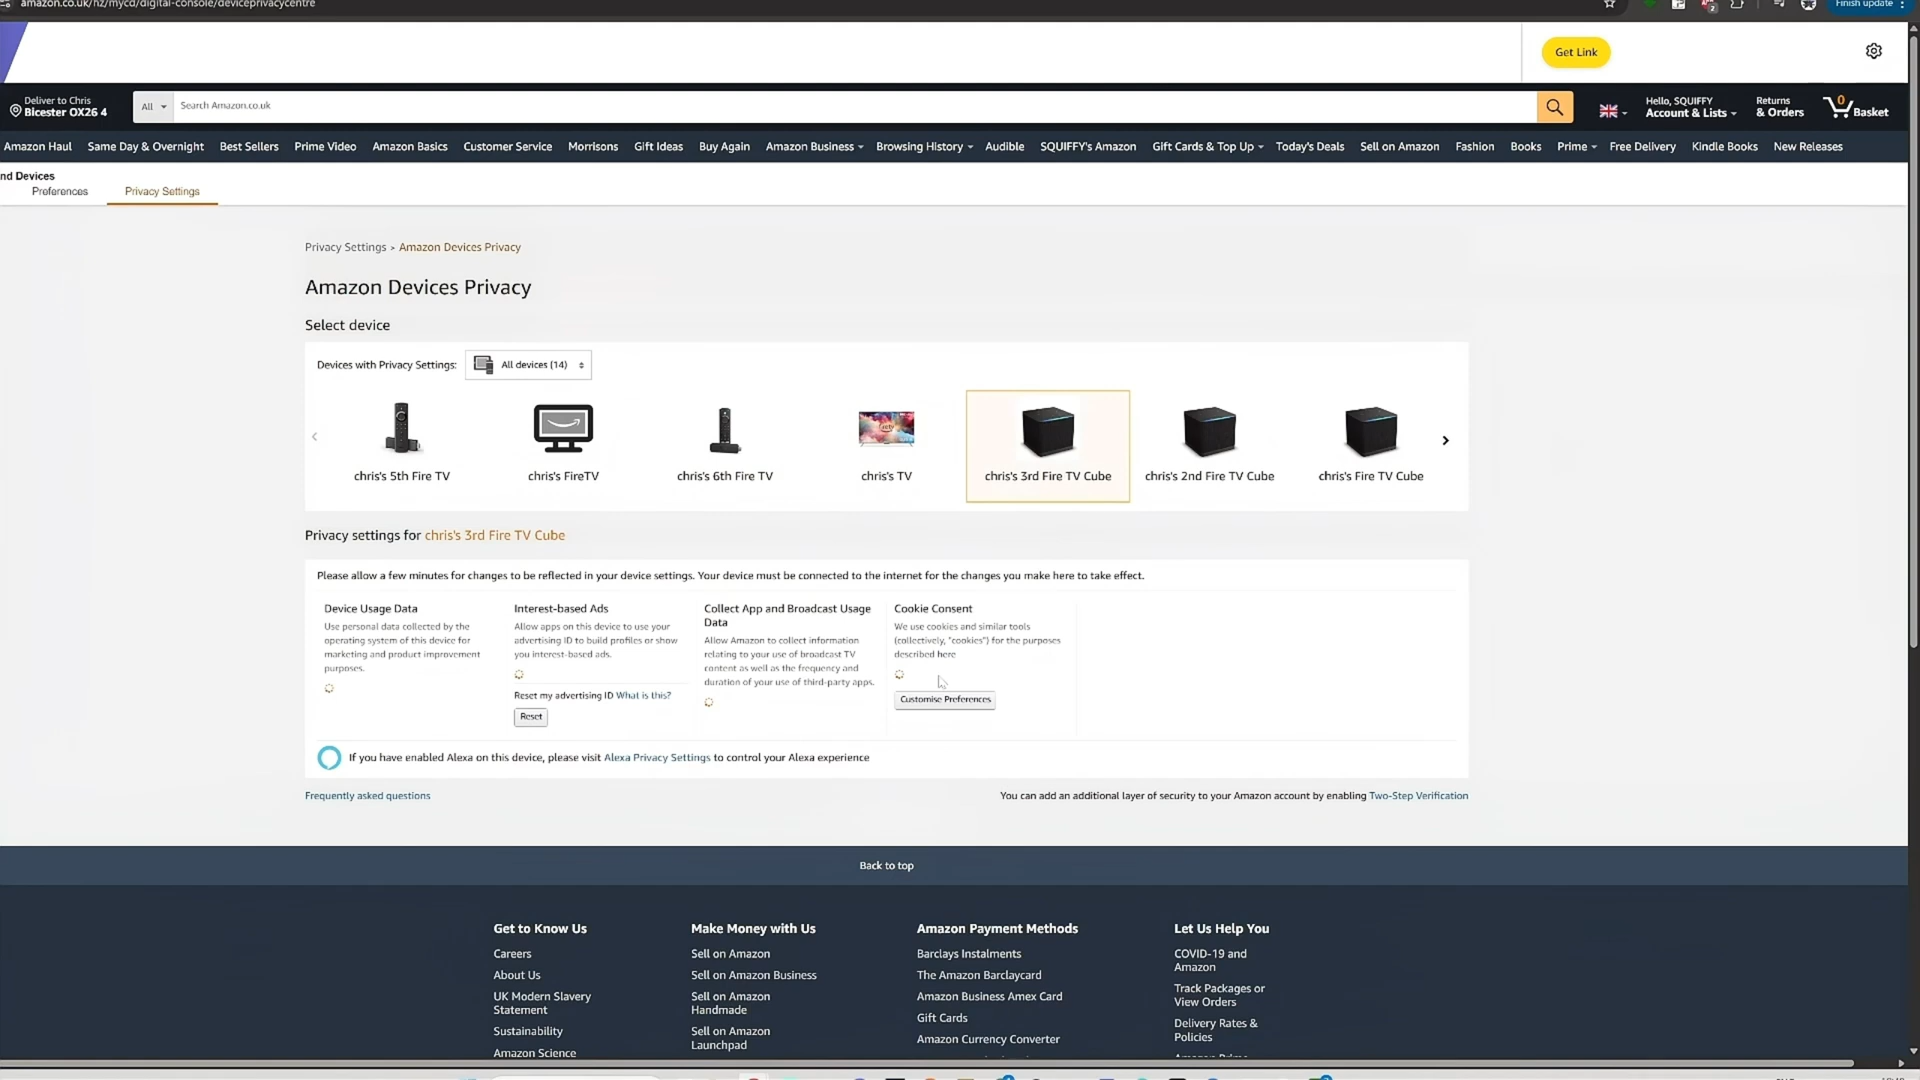 amazon.co.uk/hz/mycd/digital-console/deviceprivacycentre
2
Finish update
Get Link
Deliver to Chris
Bicester OX26 4
All
Search Amazon.co.uk
Hello, SQUIFFY
Account & Lists
Returns
& Orders
0
Basket
Amazon Haul Same Day & Overnight Best Sellers Prime Video Amazon Basics Customer Service Morrisons Gift Ideas Buy Again Amazon Business Browsing History Audible SQUIFFY's Amazon Gift Cards & Top Up Today's Deals Sell on Amazon Fashion Books Prime Free Delivery Kindle Books New Releases
nd Devices
Preferences Privacy Settings
Privacy Settings > Amazon Devices Privacy
Amazon Devices Privacy
Select device
Devices with Privacy Settings: All devices (14)
chris's 5th Fire TV
chris's FireTV
chris's 6th Fire TV
chris's TV
chris's 3rd Fire TV Cube
chris's 2nd Fire TV Cube
chris's Fire TV Cube
Privacy settings for chris's 3rd Fire TV Cube
Please allow a few minutes for changes to be reflected in your device settings. Your device must be connected to the internet for the changes you make here to take effect.
Device Usage Data
Use personal data collected by the
operating system of this device for
marketing and product improvement
purposes.
Interest-based Ads
Allow apps on this device to use your
advertising ID to build profiles or show
you interest-based ads.
Reset my advertising ID What is this?
Reset
Collect App and Broadcast Usage
Data
Allow Amazon to collect information
relating to your use of broadcast TV
content as well as the frequency and
duration of your use of third-party apps.
Cookie Consent
We use cookies and similar tools
(collectively, "cookies") for the purposes
described here
Customise Preferences
If you have enabled Alexa on this device, please visit Alexa Privacy Settings to control your Alexa experience
Frequently asked questions
You can add an additional layer of security to your Amazon account by enabling Two-Step Verification
Back to top
Get to Know Us
Careers
About Us
UK Modern Slavery
Statement
Sustainability
Amazon Science
Make Money with Us
Sell on Amazon
Sell on Amazon Business
Sell on Amazon
Handmade
Sell on Amazon
Launchpad
Amazon Payment Methods
Barclays Instalments
The Amazon Barclaycard
Amazon Business Amex Card
Gift Cards
Amazon Currency Converter
Let Us Help You
COVID-19 and
Amazon
Track Packages or
View Orders
Delivery Rates &
Policies